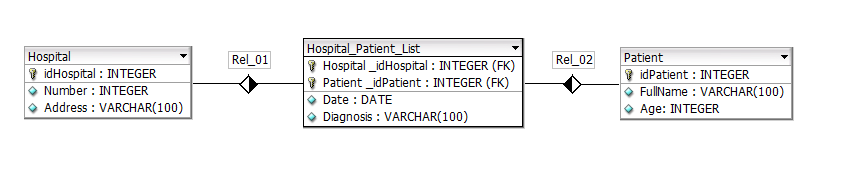 Hospital
idHospital : INTEGER
Number : INTEGER
Address : VARCHAR(100)
Rel_01
Hospital_Patient_List
Hospital _idHospital : INTEGER (FK)
Patient _idPatient : INTEGER (FK)
Date : DATE
Diagnosis : VARCHAR(100)
Rel_02
Patient
idPatient : INTEGER
FullName : VARCHAR(100)
Age: INTEGER